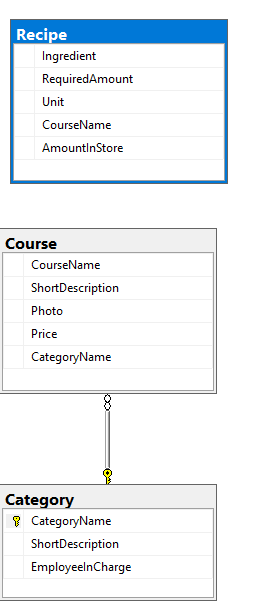 Recipe
Ingredient
RequiredAmount
Unit
CourseName
AmountInStore
Course
CourseName
ShortDescription
Photo
Price
CategoryName
Category
CategoryName
ShortDescription
EmployeeInCharge